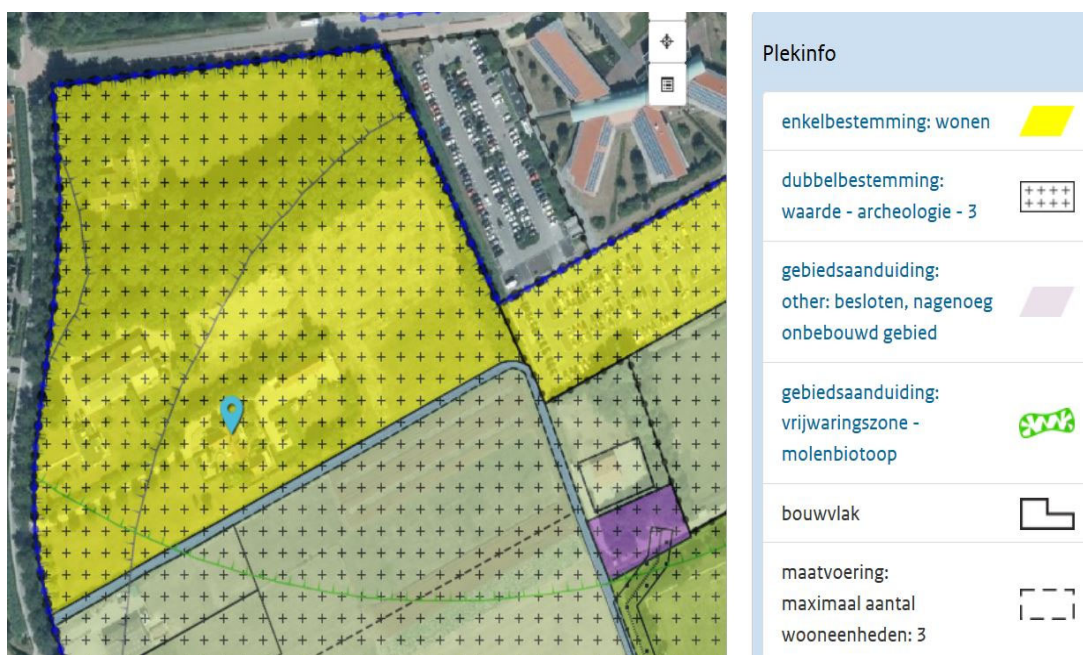 Plekinfo
enkelbestemming: wonen
dubbelbestemming:
waarde - archeologie - 3
gebiedsaanduiding:
other: besloten, nagenoeg
onbebouwd gebied
gebiedsaanduiding:
vrijwaringszone -
molenbiotoop
bouwvlak
maatvoering:
maximaal aantal
wooneenheden: 3